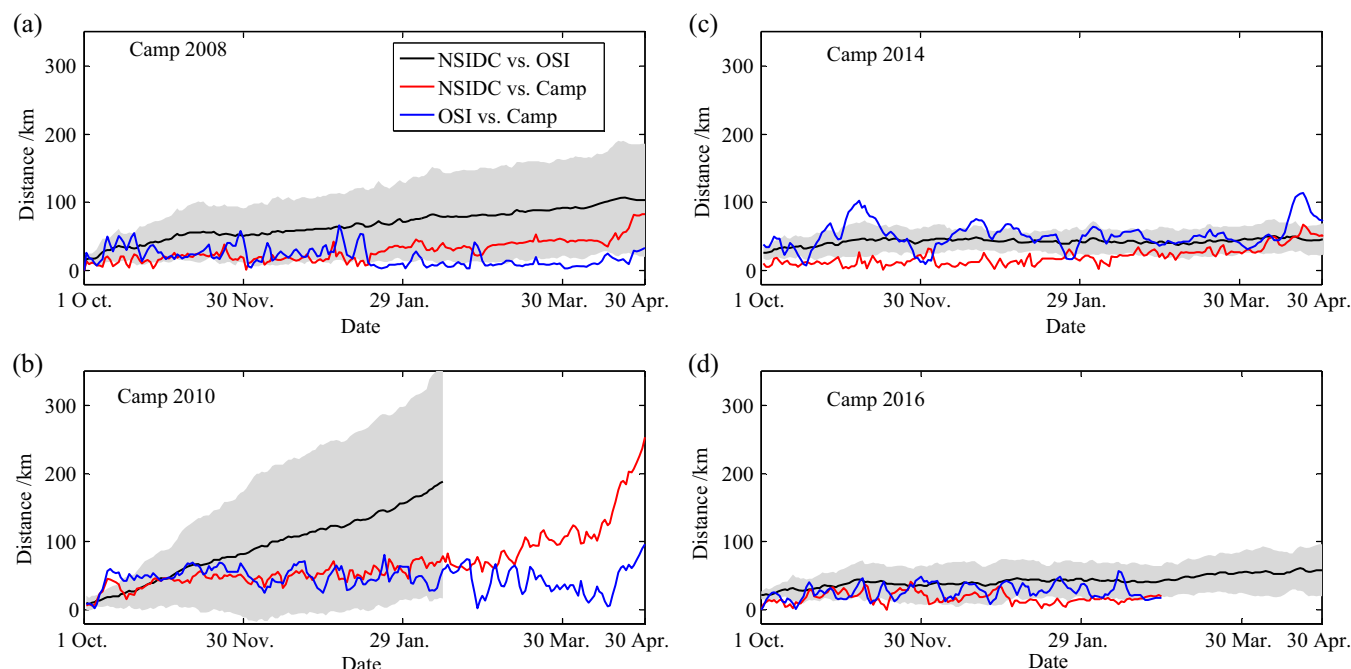 (a)
Camp 2008
NSIDC vs. OSI
NSIDC vs. Camp
OSI vs. Camp
Distance /km
300
200
100
0
1 Oct.
30 Nov.
29 Jan.
30 Mar.
30 Apr.
Date
(c)
Camp 2014
Distance /km
300
200
100
0
1 Oct.
30 Nov.
29 Jan.
30 Mar.
30 Apr.
Date
(b)
Camp 2010
Distance /km
300
200
100
0
1 Oct.
30 Nov.
29 Jan.
30 Mar.
30 Apr.
Date
(d)
Camp 2016
Distance /km
300
200
100
0
1 Oct.
30 Nov.
29 Jan.
30 Mar.
30 Apr.
Date